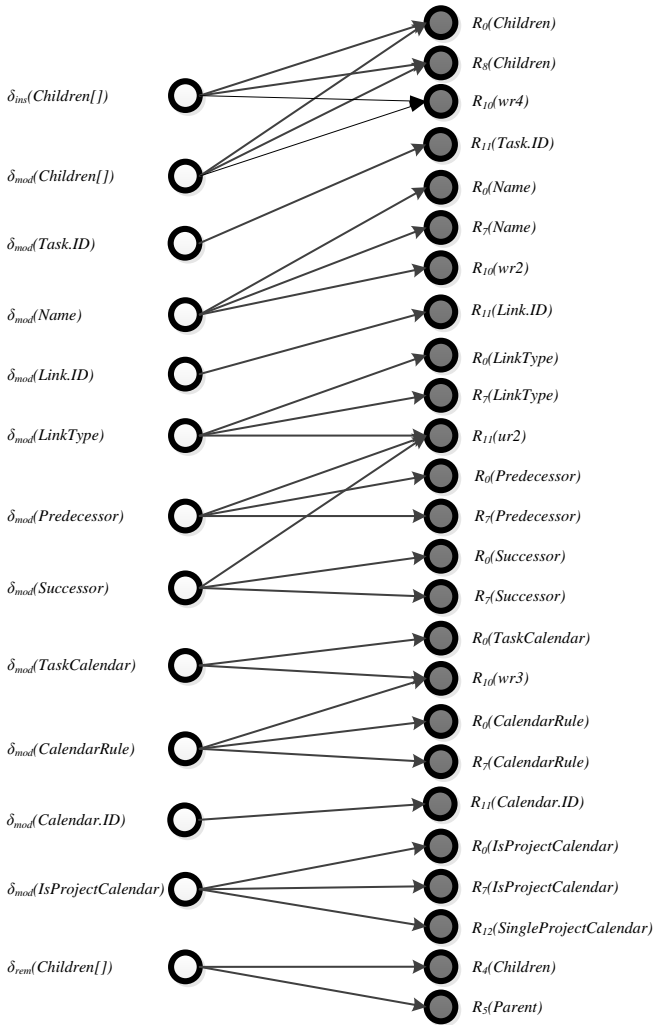 R₀(Children)
R₈(Children)
δins(Children[])
R₁₀(wr4)
R₁₁(Task.ID)
δmod(Children[])
R₀(Name)
R₇(Name)
δmod(Task.ID)
R₁₀(wr2)
δmod(Name)
R₁₁(Link.ID)
R₀(LinkType)
δmod(Link.ID)
R₇(LinkType)
δmod(LinkType)
R₁₁(ur2)
R₀(Predecessor)
δmod(Predecessor)
R₇(Predecessor)
R₀(Successor)
δmod(Successor)
R₇(Successor)
R₀(TaskCalendar)
δmod(TaskCalendar)
R₁₀(wr3)
R₀(CalendarRule)
δmod(CalendarRule)
R₇(CalendarRule)
R₁₁(Calendar.ID)
δmod(Calendar.ID)
R₀(IsProjectCalendar)
δmod(IsProjectCalendar)
R₇(IsProjectCalendar)
R₁₂(SingleProjectCalendar)
δrem(Children[])
R₄(Children)
R₅(Parent)